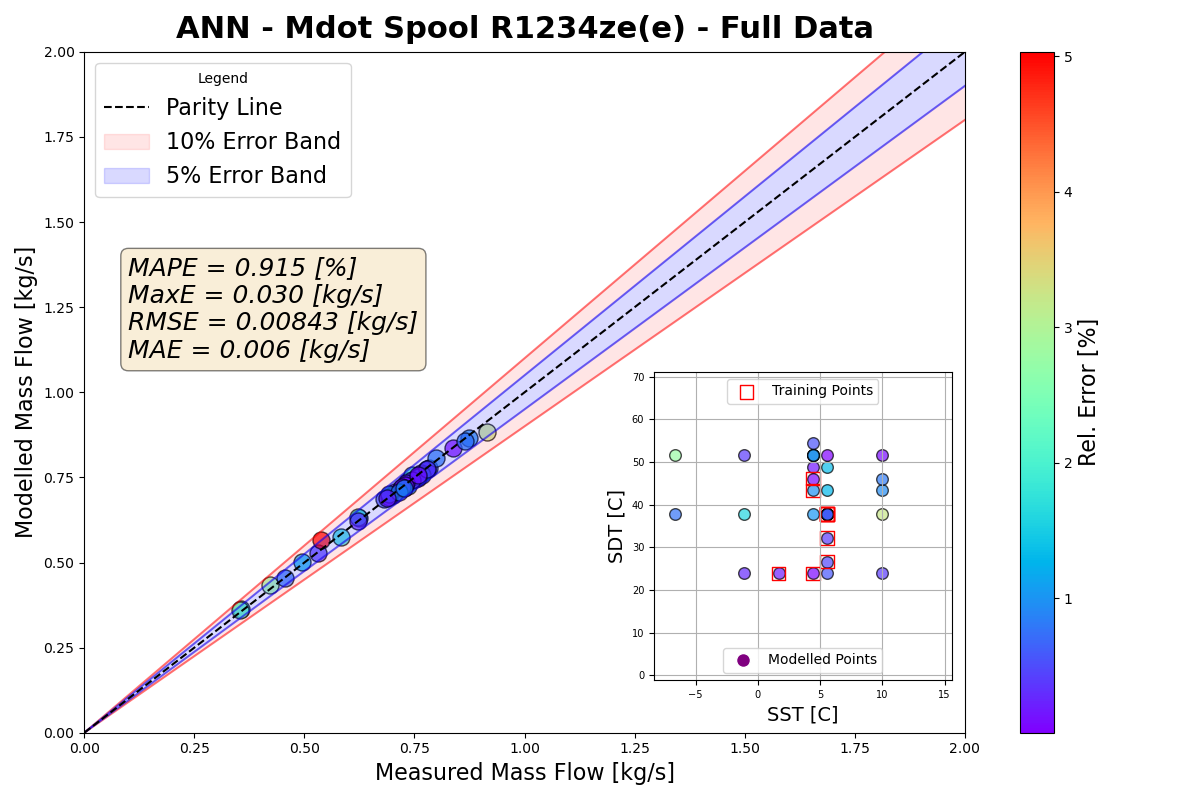 ANN - Mdot Spool R1234ze(e) - Full Data
Legend
Parity Line
10% Error Band
5% Error Band
MAPE = 0.915 [%]
MaxE = 0.030 [kg/s]
RMSE = 0.00843 [kg/s]
MAE = 0.006 [kg/s]
Modelled Mass Flow [kg/s]
2.00
1.75
1.50
1.25
1.00
0.75
0.50
0.25
0.00
0.00 0.25 0.50 0.75 1.00 1.25 1.50 1.75 2.00
Measured Mass Flow [kg/s]
Training Points
Modelled Points
SDT [C]
70
60
50
40
30
20
10
0
−5 0 5 10 15
SST [C]
5
4
3
2
1
Rel. Error [%]